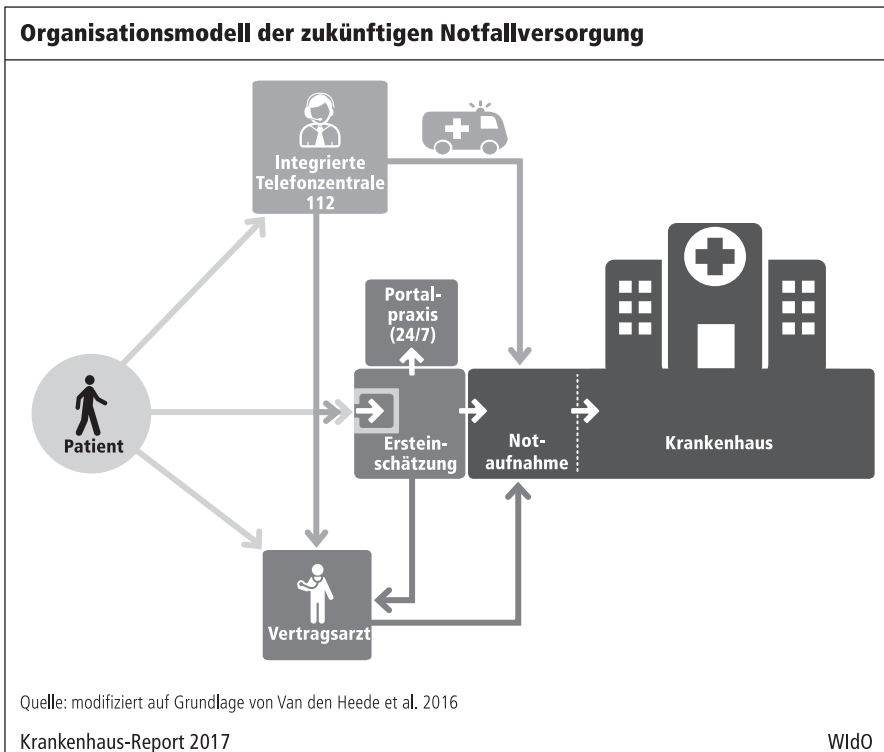 Organisationsmodell der zukünftigen Notfallversorgung
Integrierte
Telefonzentrale
112
Portal-
praxis
(24/7)
Patient
Erstein-
schätzung
Not-
aufnahme
Krankenhaus
Vertragsarzt
Quelle: modifiziert auf Grundlage von Van den Heede et al. 2016
Krankenhaus-Report 2017
WIdO